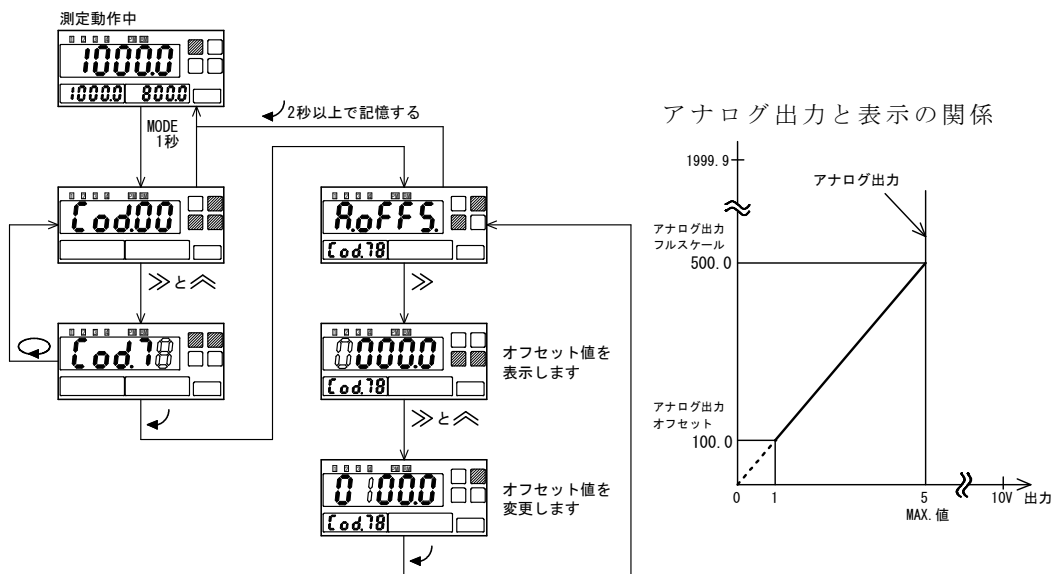 測定動作中
1000.0
1000.0 800.0
MODE
1秒
2秒以上で記憶する
Cod.00
≫と︽
Cod.78
A.oFFS.
Cod.78
≫
0000.0
Cod.78
オフセット値を
表示します
≫と︽
0100.0
Cod.78
オフセット値を
変更します
アナログ出力と表示の関係
1999.9
アナログ出力
アナログ出力
フルスケール
500.0
アナログ出力
オフセット
100.0
0 1 5 10V 出力
MAX.値